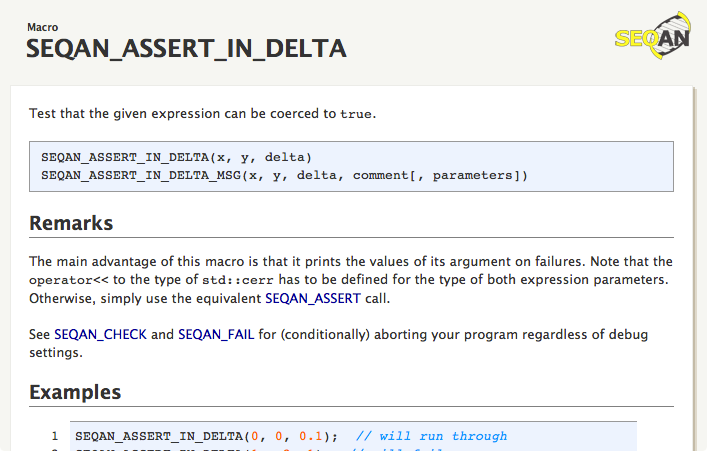 Macro
SEQAN_ASSERT_IN_DELTA
SEQAN
Test that the given expression can be coerced to true.
SEQAN_ASSERT_IN_DELTA(x, y, delta)
SEQAN_ASSERT_IN_DELTA_MSG(x, y, delta, comment[, parameters])
Remarks
The main advantage of this macro is that it prints the values of its argument on failures. Note that the
operator<< to the type of std::cerr has to be defined for the type of both expression parameters.
Otherwise, simply use the equivalent SEQAN_ASSERT call.
See SEQAN_CHECK and SEQAN_FAIL for (conditionally) aborting your program regardless of debug
settings.
Examples
1 SEQAN_ASSERT_IN_DELTA(0, 0, 0.1); // will run through